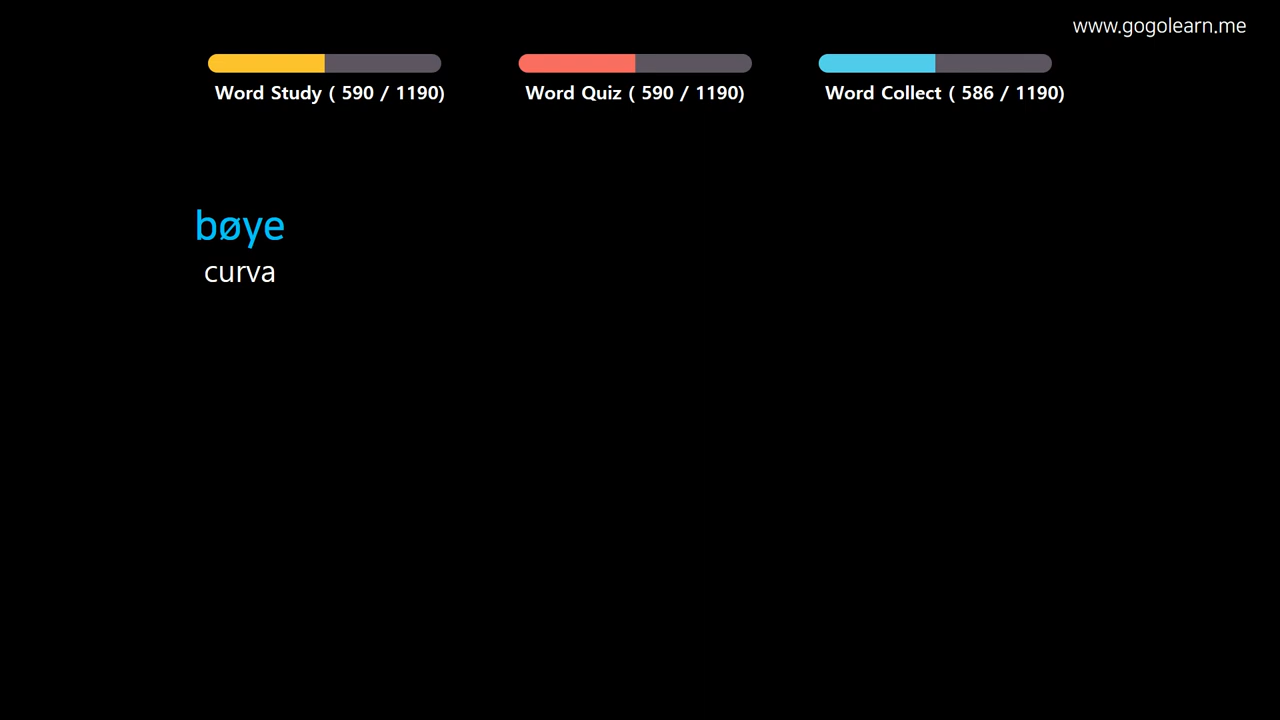 www.gogolearn.me
Word Study ( 590 / 1190)
Word Quiz ( 590 / 1190)
Word Collect ( 586 / 1190)
bøye
curva